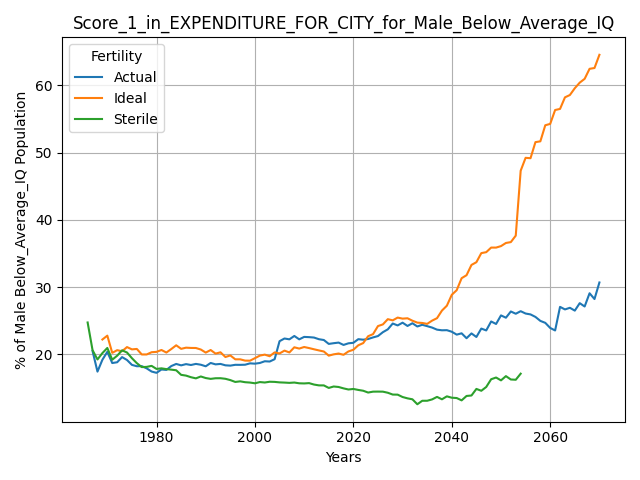 Score_1_in_EXPENDITURE_FOR_CITY_for_Male_Below_Average_IQ
Fertility
Actual
Ideal
Sterile
% of Male Below_Average_IQ Population
60
50
40
30
20
1980
2000
2020
2040
2060
Years